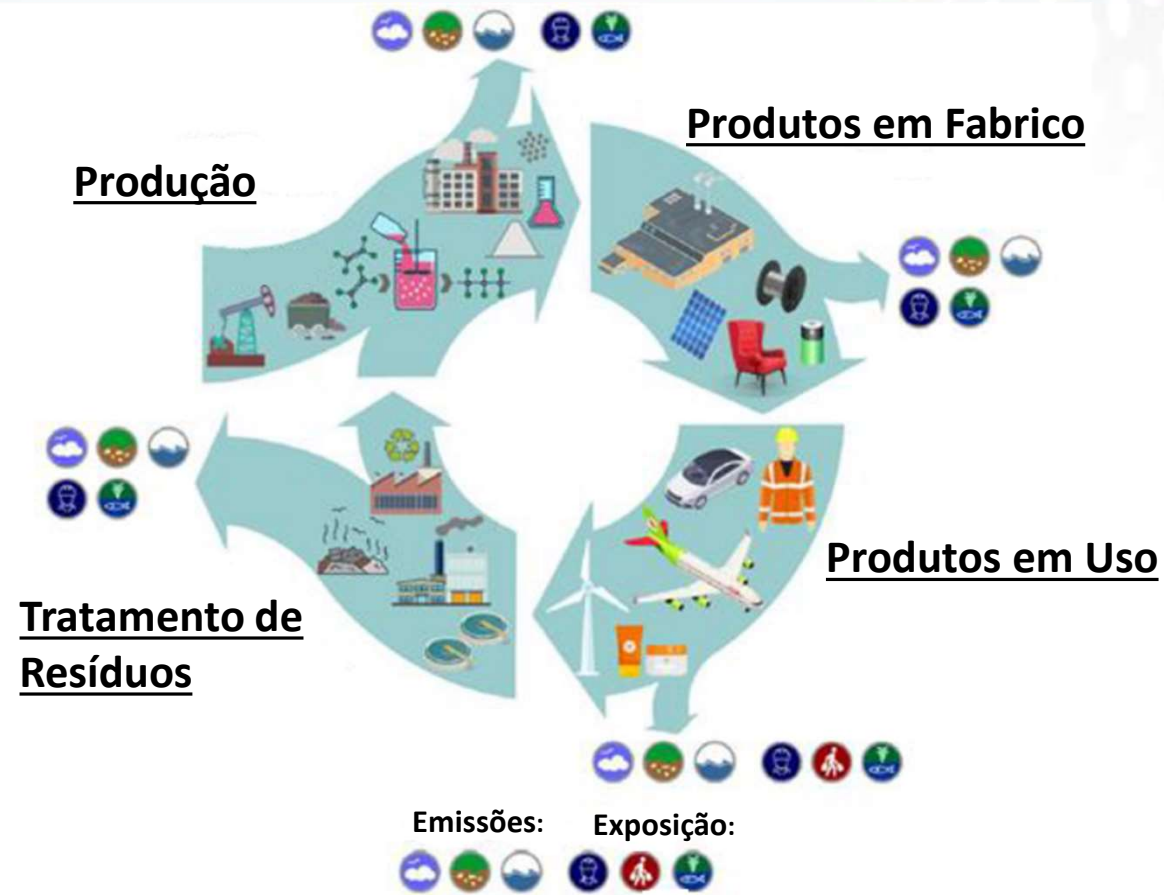 Produção
Produtos em Fabrico
Produtos em Uso
Tratamento de
Resíduos
Emissões:
Exposição: